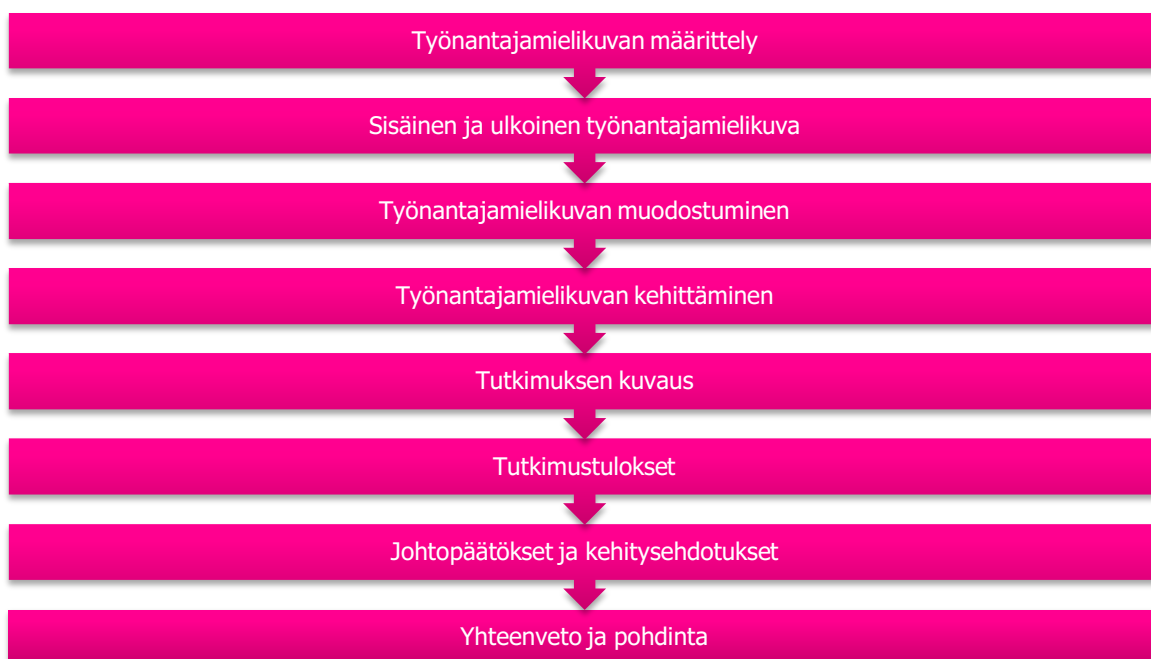 Työnantajamielikuvan määrittely
Sisäinen ja ulkoinen työnantajamielikuva
Työnantajamielikuvan muodostuminen
Työnantajamielikuvan kehittäminen
Tutkimuksen kuvaus
Tutkimustulokset
Johtopäätökset ja kehitysehdotukset
Yhteenveto ja pohdinta